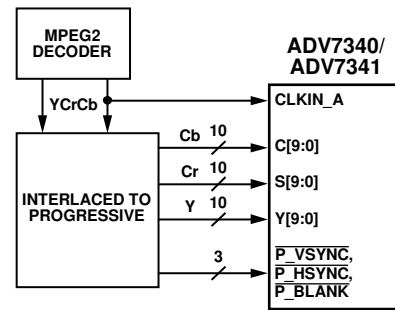 MPEG2
DECODER
YCrCb
INTERLACED TO
PROGRESSIVE
Cb 10
Cr 10
Y 10
3
ADV7340/
ADV7341
CLKIN_A
C[9:0]
S[9:0]
Y[9:0]
P_VSYNC,
P_HSYNC,
P_BLANK